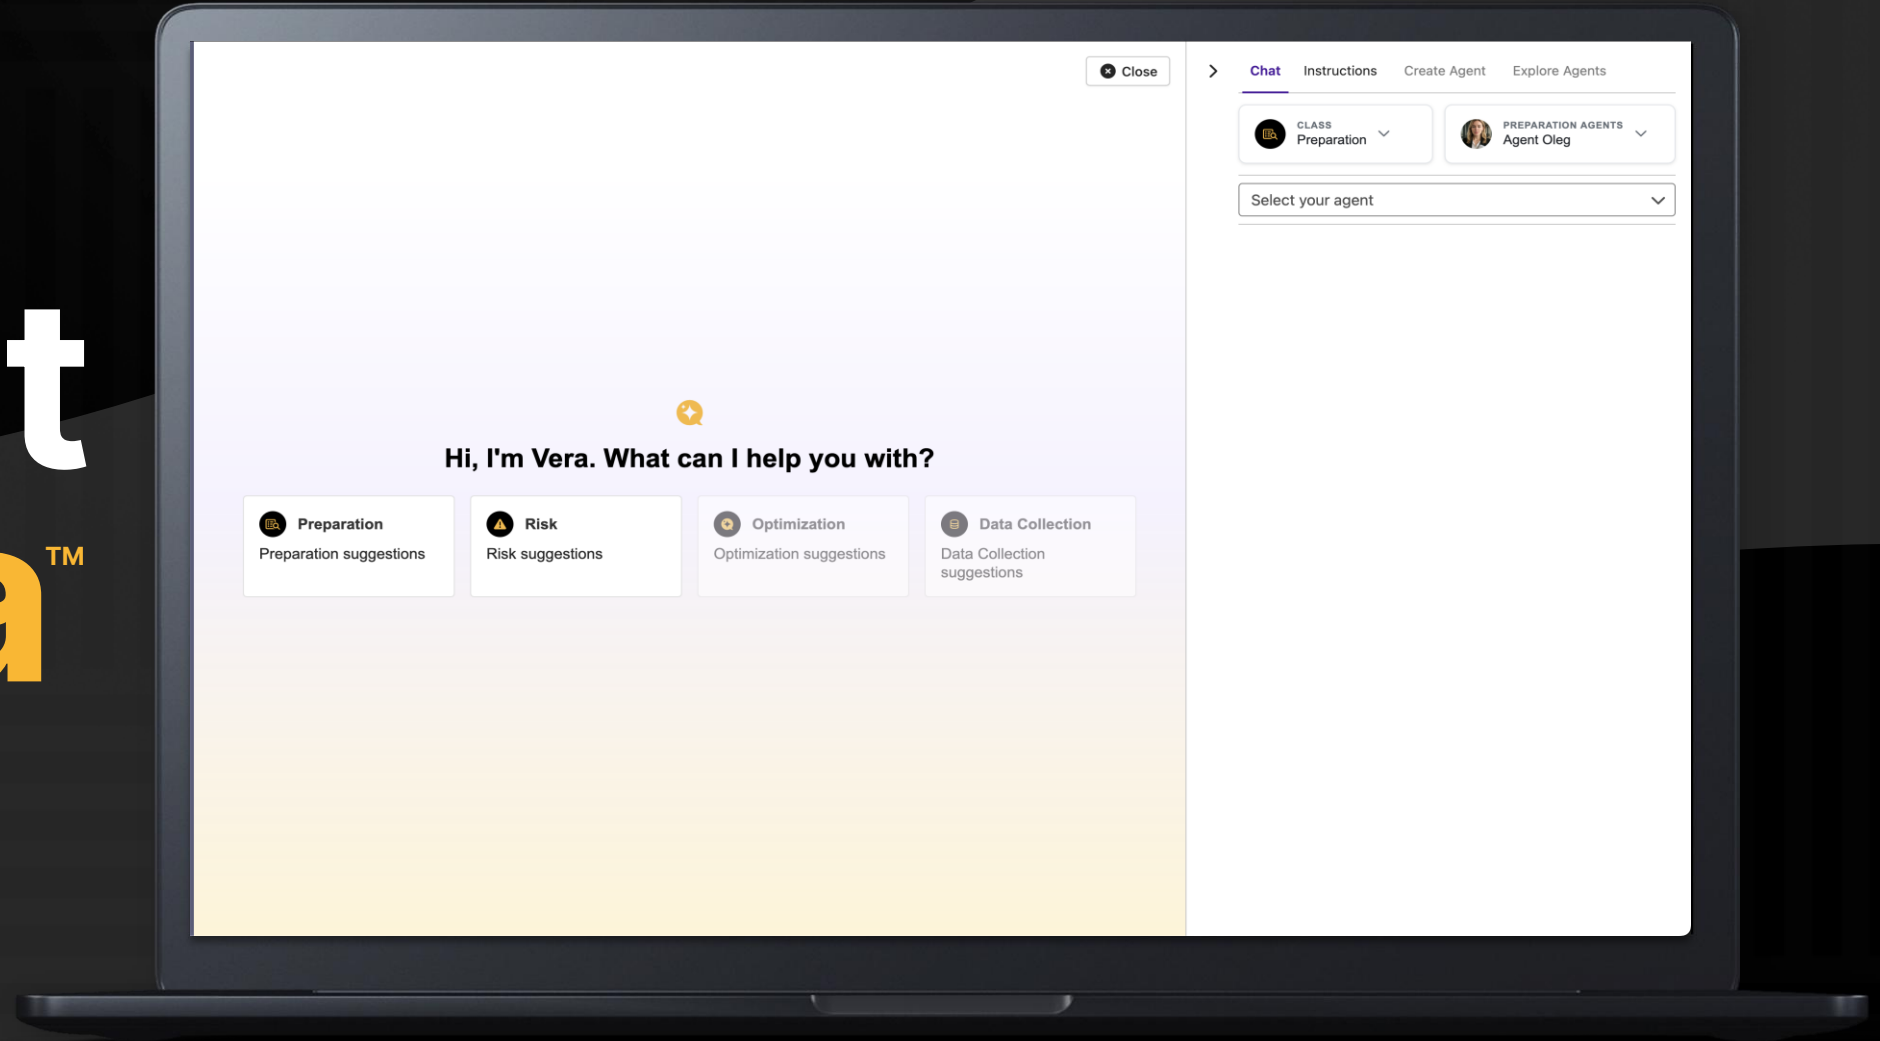 t
a™
Close
Hi, I'm Vera. What can I help you with?
Preparation
Preparation suggestions
Risk
Risk suggestions
Optimization
Optimization suggestions
Data Collection
Data Collection
suggestions
Chat Instructions Create Agent Explore Agents
CLASS
Preparation
PREPARATION AGENTS
Agent Oleg
Select your agent